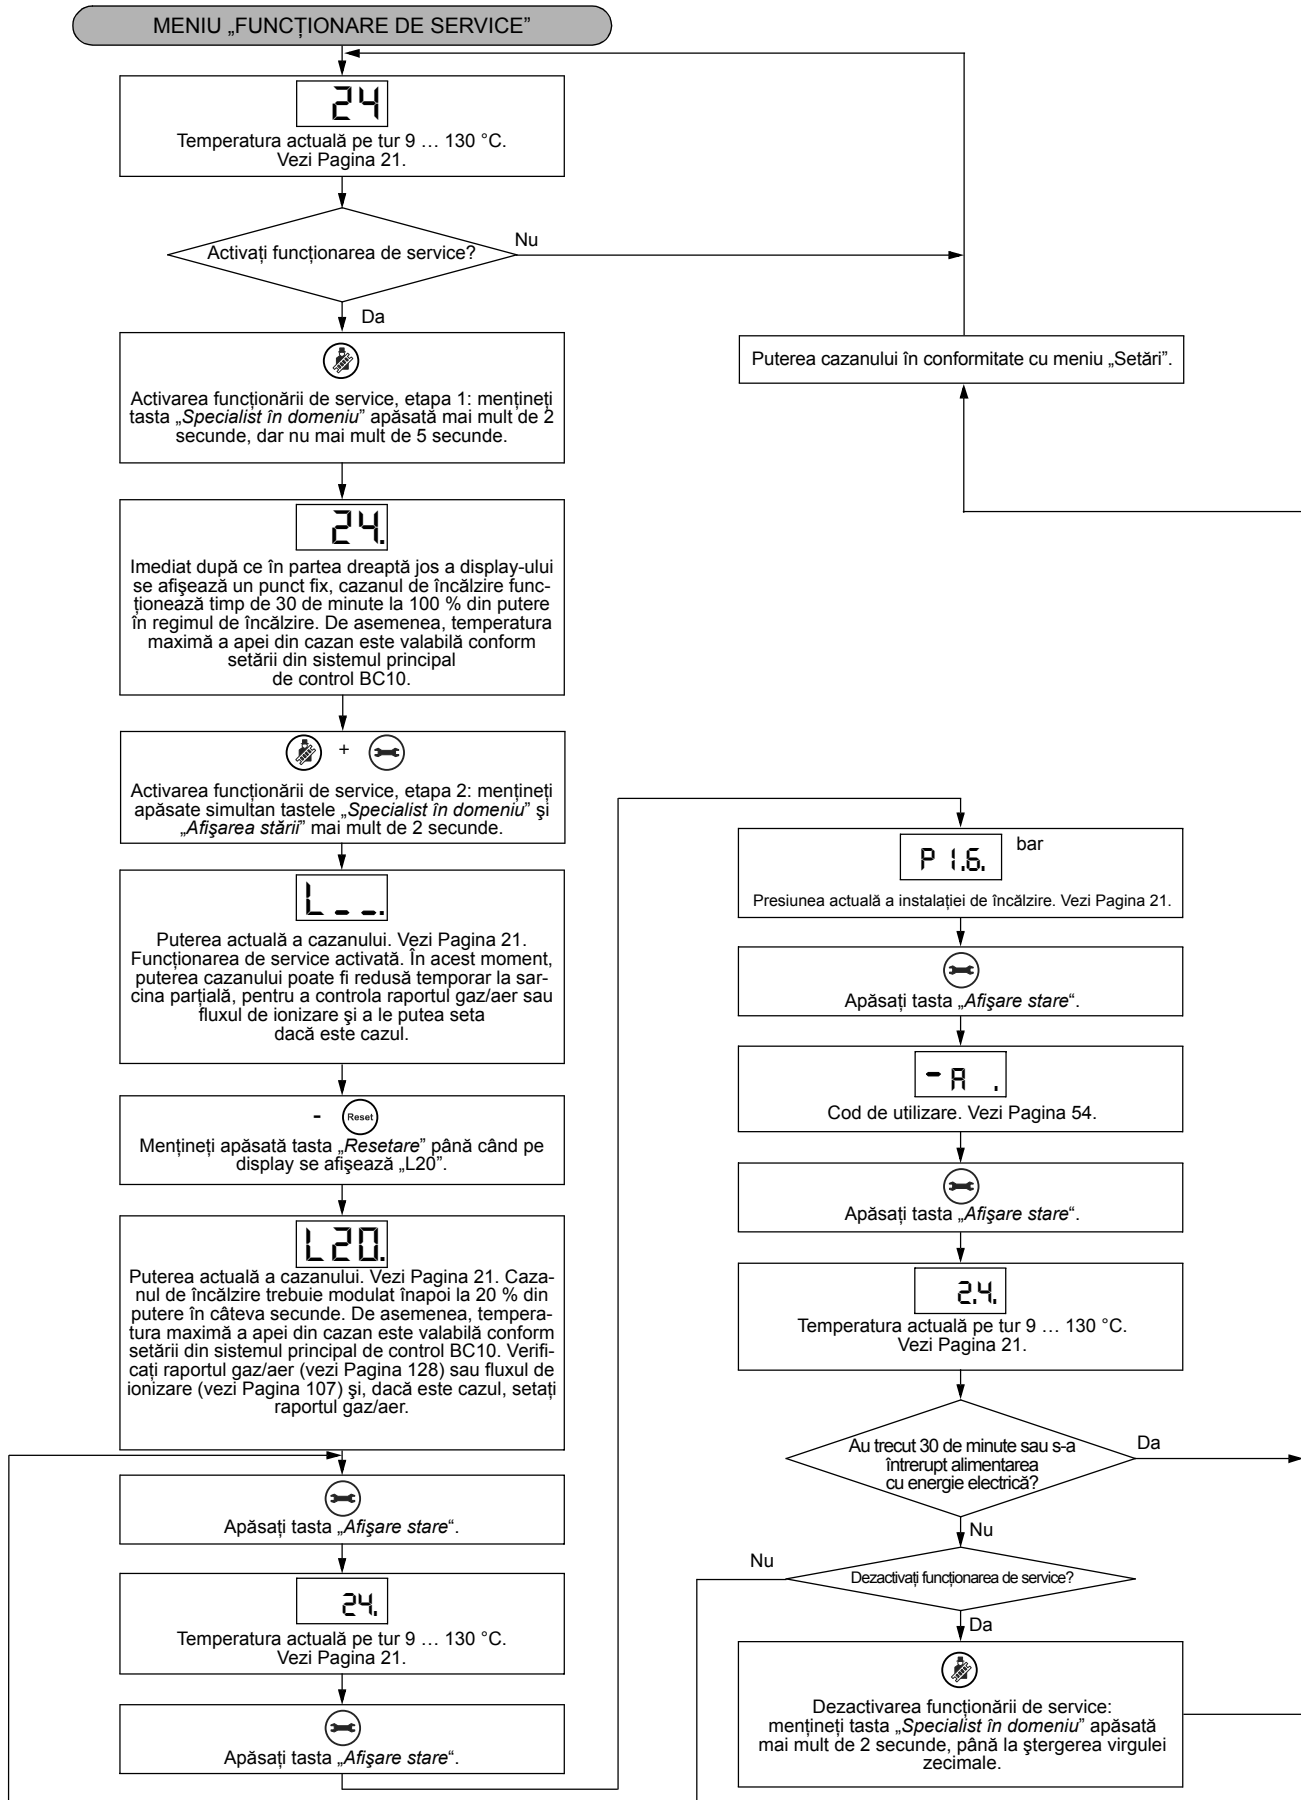 MENIU „FUNCȚIONARE DE SERVICE”
24
Temperatura actuală pe tur 9 … 130 °C.
Vezi Pagina 21.
Activați funcționarea de service?
Nu
Da
Activarea funcționării de service, etapa 1: mențineți
tasta „Specialist în domeniu” apăsată mai mult de 2
secunde, dar nu mai mult de 5 secunde.
24.
Imediat după ce în partea dreaptă jos a display-ului
se afişează un punct fix, cazanul de încălzire func-
ționează timp de 30 de minute la 100 % din putere
în regimul de încălzire. De asemenea, temperatura
maximă a apei din cazan este valabilă conform
setării din sistemul principal
de control BC10.
+
Activarea funcționării de service, etapa 2: mențineți
apăsate simultan tastele „Specialist în domeniu” şi
„Afişarea stării” mai mult de 2 secunde.
L _ _.
Puterea actuală a cazanului. Vezi Pagina 21.
Funcționarea de service activată. În acest moment,
puterea cazanului poate fi redusă temporar la sar-
cina parțială, pentru a controla raportul gaz/aer sau
fluxul de ionizare şi a le putea seta
dacă este cazul.
- Reset
Mențineți apăsată tasta „Resetare” până când pe
display se afişează „L20”.
L20.
Puterea actuală a cazanului. Vezi Pagina 21. Caza-
nul de încălzire trebuie modulat înapoi la 20 % din
putere în câteva secunde. De asemenea, tempera-
tura maximă a apei din cazan este valabilă conform
setării din sistemul principal de control BC10. Verifi-
cați raportul gaz/aer (vezi Pagina 128) sau fluxul de
ionizare (vezi Pagina 107) şi, dacă este cazul, setați
raportul gaz/aer.
Apăsați tasta „Afişare stare“.
24.
Temperatura actuală pe tur 9 … 130 °C.
Vezi Pagina 21.
Apăsați tasta „Afişare stare“.
Puterea cazanului în conformitate cu meniu „Setări”.
P 1.6. bar
Presiunea actuală a instalației de încălzire. Vezi Pagina 21.
Apăsați tasta „Afişare stare“.
- A .
Cod de utilizare. Vezi Pagina 54.
Apăsați tasta „Afişare stare“.
2.4.
Temperatura actuală pe tur 9 … 130 °C.
Vezi Pagina 21.
Au trecut 30 de minute sau s-a
întrerupt alimentarea
cu energie electrică?
Da
Nu
Nu
Dezactivați funcționarea de service?
Da
Dezactivarea funcționării de service:
mențineți tasta „Specialist în domeniu” apăsată
mai mult de 2 secunde, până la ştergerea virgulei
zecimale.